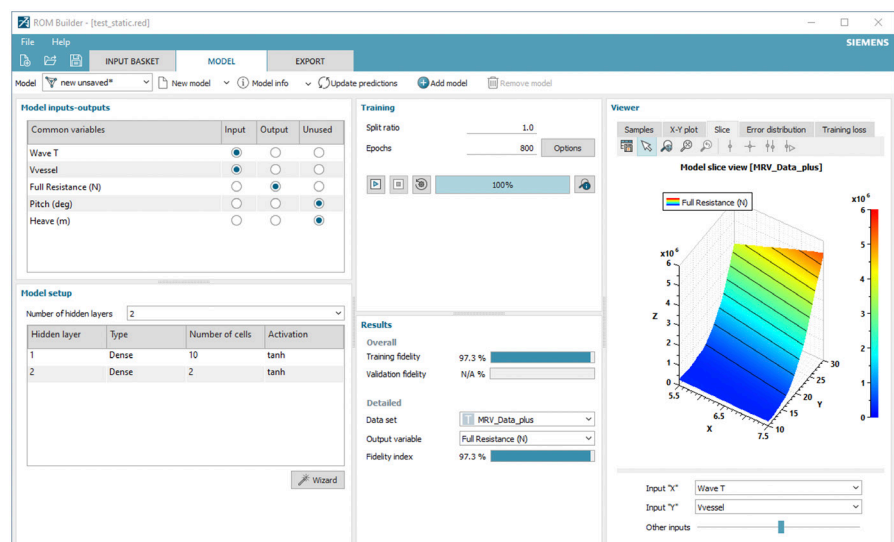 ROM Builder - [test_static.red]
File Help
SIEMENS
INPUT BASKET MODEL EXPORT
Model new unsaved* New model Model info Update predictions Add model Remove model
Model inputs-outputs
Common variables Input Output Unused
Wave T
Vvessel
Full Resistance (N)
Pitch (deg)
Heave (m)
Model setup
Number of hidden layers 2
Hidden layer Type Number of cells Activation
1 Dense 10 tanh
2 Dense 2 tanh
Wizard
Training
Split ratio 1.0
Epochs 800 Options
100%
Results
Overall
Training fidelity 97.3 %
Validation fidelity N/A %
Detailed
Data set T MRV_Data_plus
Output variable Full Resistance (N)
Fidelity index 97.3 %
Viewer
Samples X-Y plot Slice Error distribution Training loss
Model slice view [MRV_Data_plus]
Full Resistance (N)
x10⁶
6
5
4
3
2
1
0
Z
5.5
6.5
7.5
X
10
15
20
25
30
Y
x10⁶
6
5
4
3
2
1
0
Input "X" Wave T
Input "Y" Vvessel
Other inputs